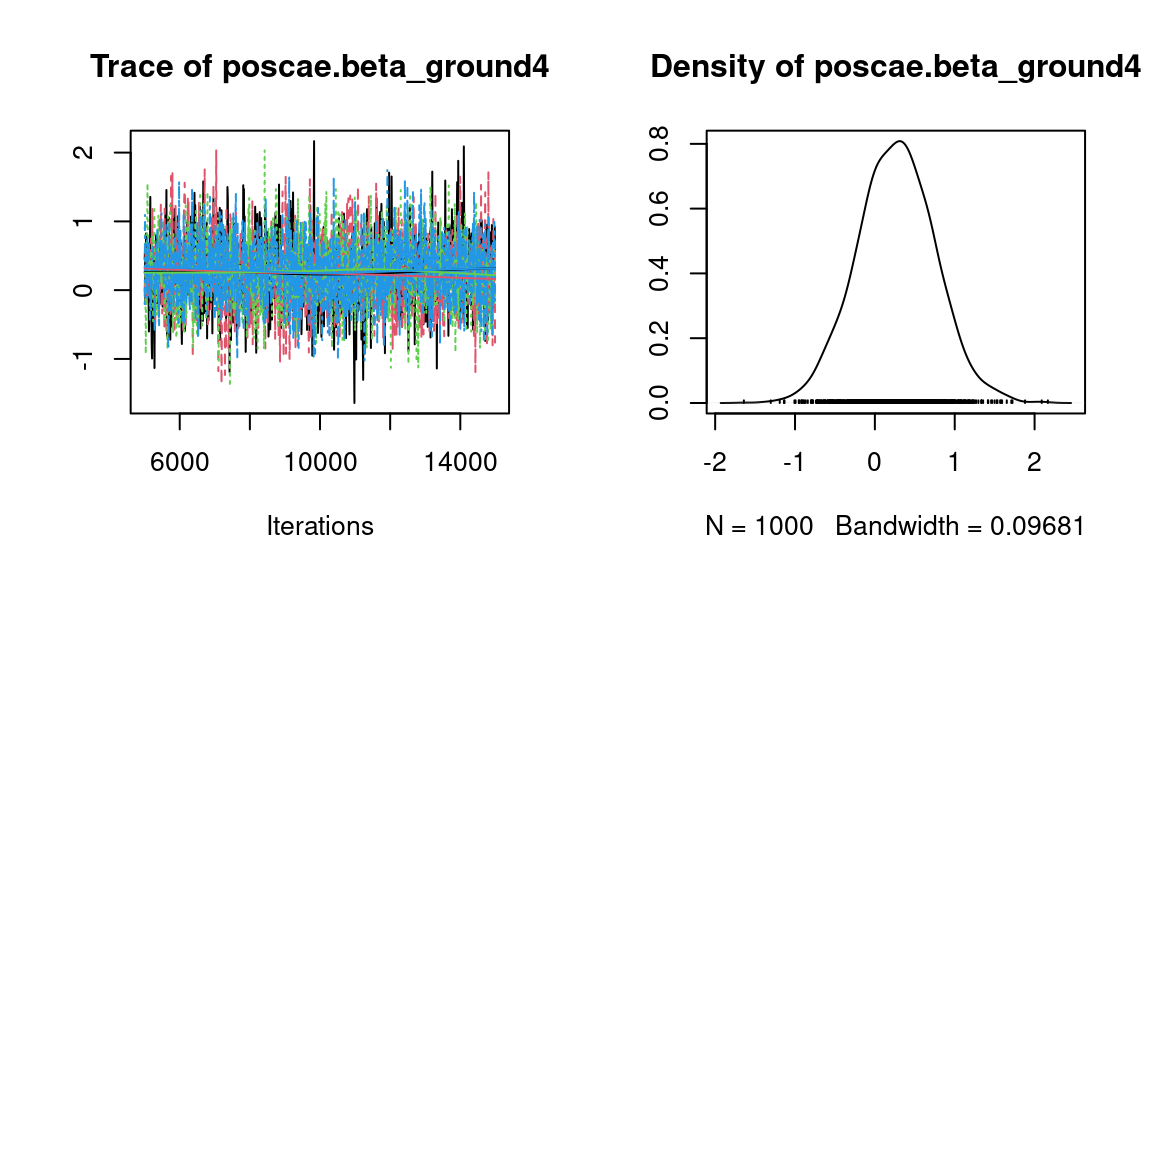 Trace of poscae.beta_ground4
2
1
0
-1
6000 10000 14000
Iterations
Density of poscae.beta_ground4
0.8
0.6
0.4
0.2
0.0
-2 -1 0 1 2
N = 1000 Bandwidth = 0.09681